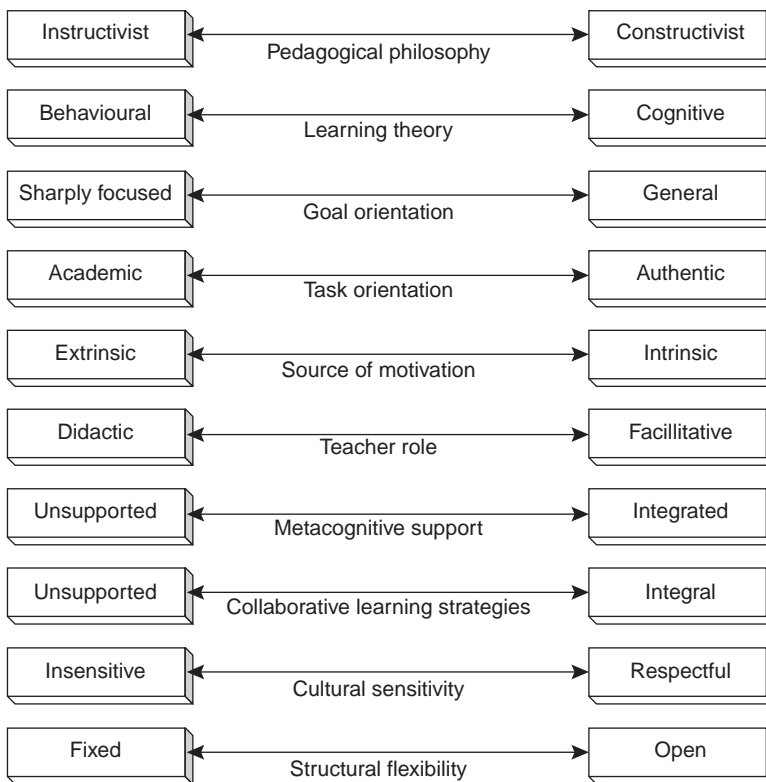 Instructivist
Constructivist
Pedagogical philosophy
Behavioural
Cognitive
Learning theory
Sharply focused
General
Goal orientation
Academic
Authentic
Task orientation
Extrinsic
Intrinsic
Source of motivation
Didactic
Facillitative
Teacher role
Unsupported
Integrated
Metacognitive support
Unsupported
Integral
Collaborative learning strategies
Insensitive
Respectful
Cultural sensitivity
Fixed
Open
Structural flexibility